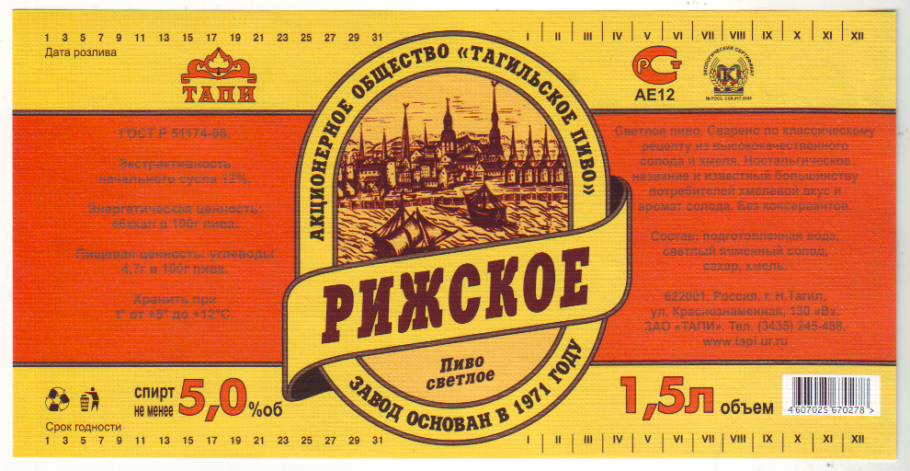 1 3 5 7 9 11 13 15 17 19 21 23 25 27 29 31
I II III IV V VI VII VIII IX X XI XII
Дата розлива
ТАПИ
АКЦИОНЕРНОЕ ОБЩЕСТВО «ТАГИЛЬСКОЕ ПИВО»
РСТ
АЕ12
ЭКОЛОГИЧЕСКИЙ СЕРТИФИКАТ
ГОСТ Р 51174-98.
Экстрактивность
начального сусла 12%.
Энергетическая ценность:
46ккал в 100г пива.
Пищевая ценность: углеводы
4,7г в 100г пива.
Хранить при
1° от +5° до +12°С.
Светлое пиво. Сварено по классическому
рецепту из высококачественного
солода и хмеля. Ностальгическое
название и известный большинству
потребителей хмелевой вкус и
аромат солода. Без консервантов.
Состав: подготовленная вода,
светлый ячменный солод,
сахар, хмель.
622001, Россия, г. Н.Тагил,
ул. Краснознаменная, 130 «В».
ЗАО «ТАПИ». Тел. (3435) 245-488.
www.tapi.ur.ru
РИЖСКОЕ
Пиво
светлое
ЗАВОД ОСНОВАН В 1971 ГОДУ
спирт
не менее 5,0 %об
1,5л объем
4 607025 670278 >
Срок годности
1 3 5 7 9 11 13 15 17 19 21 23 25 27 29 31
I II III IV V VI VII VIII IX X XI XII